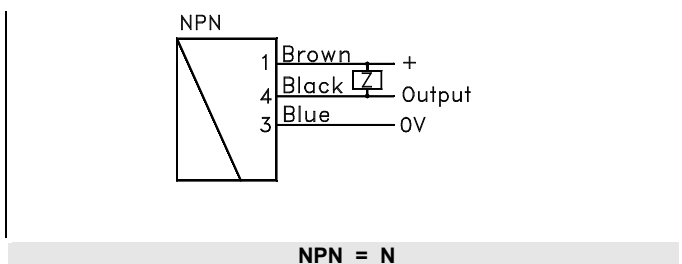 NPN
1 Brown +
Z
4 Black Output
3 Blue 0V
NPN = N